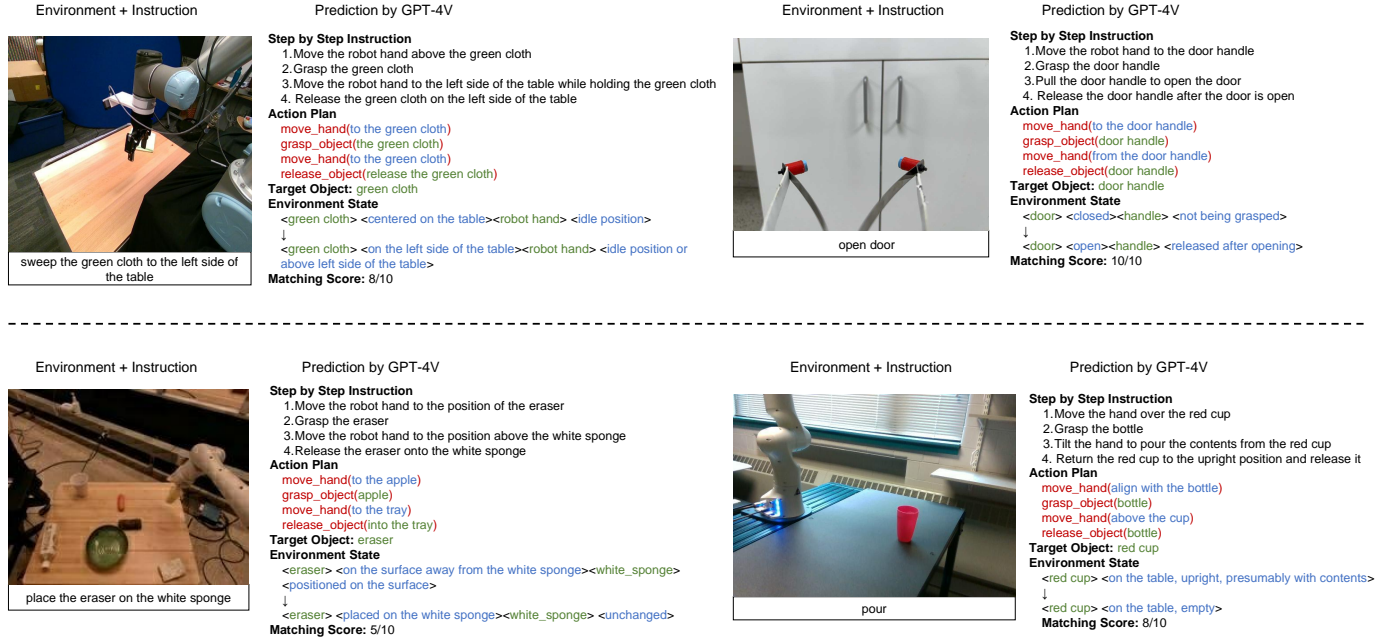 Environment + Instruction
Prediction by GPT-4V
Step by Step Instruction
1.Move the robot hand above the green cloth
2.Grasp the green cloth
3.Move the robot hand to the left side of the table while holding the green cloth
4. Release the green cloth on the left side of the table
Action Plan
move_hand(to the green cloth)
grasp_object(the green cloth)
move_hand(to the green cloth)
release_object(release the green cloth)
Target Object: green cloth
Environment State
<green cloth> <centered on the table><robot hand> <idle position>
↓
<green cloth> <on the left side of the table><robot hand> <idle position or
above left side of the table>
Matching Score: 8/10
sweep the green cloth to the left side of
the table
Environment + Instruction
Prediction by GPT-4V
Step by Step Instruction
1.Move the robot hand to the door handle
2.Grasp the door handle
3.Pull the door handle to open the door
4. Release the door handle after the door is open
Action Plan
move_hand(to the door handle)
grasp_object(door handle)
move_hand(from the door handle)
release_object(door handle)
Target Object: door handle
Environment State
<door> <closed><handle> <not being grasped>
↓
<door> <open><handle> <released after opening>
Matching Score: 10/10
open door
Environment + Instruction
Prediction by GPT-4V
Step by Step Instruction
1.Move the robot hand to the position of the eraser
2.Grasp the eraser
3.Move the robot hand to the position above the white sponge
4.Release the eraser onto the white sponge
Action Plan
move_hand(to the apple)
grasp_object(apple)
move_hand(to the tray)
release_object(into the tray)
Target Object: eraser
Environment State
<eraser> <on the surface away from the white sponge><white_sponge>
<positioned on the surface>
↓
<eraser> <placed on the white sponge><white_sponge> <unchanged>
Matching Score: 5/10
place the eraser on the white sponge
Environment + Instruction
Prediction by GPT-4V
Step by Step Instruction
1.Move the hand over the red cup
2.Grasp the bottle
3.Tilt the hand to pour the contents from the red cup
4. Return the red cup to the upright position and release it
Action Plan
move_hand(align with the bottle)
grasp_object(bottle)
move_hand(above the cup)
release_object(bottle)
Target Object: red cup
Environment State
<red cup> <on the table, upright, presumably with contents>
↓
<red cup> <on the table, empty>
Matching Score: 8/10
pour